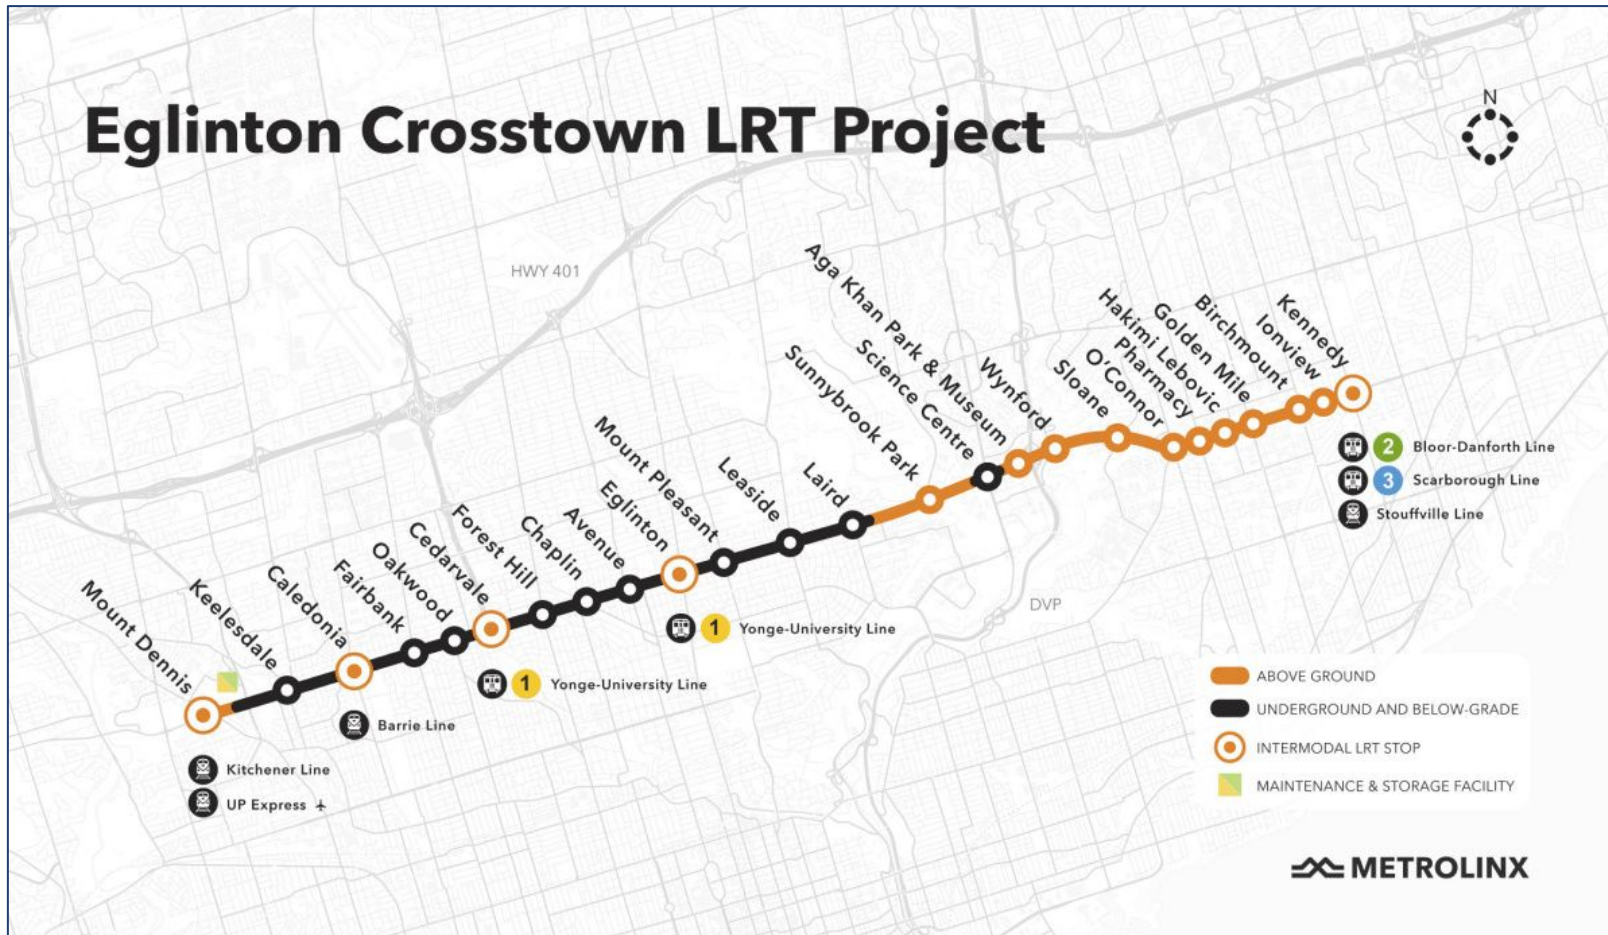 Eglinton Crosstown LRT Project
N
HWY 401
DVP
Mount Dennis
Keelesdale
Caledonia
Fairbank
Oakwood
Cedarvale
Forest Hill
Chaplin
Avenue
Eglinton
Mount Pleasant
Leaside
Laird
Sunnybrook Park
Science Centre
Aga Khan Park & Museum
Wynford
Sloane
O'Connor
Pharmacy
Hakimi Lebovic
Golden Mile
Birchmount
Ionview
Kennedy
2 Bloor-Danforth Line
3 Scarborough Line
Stouffville Line
1 Yonge-University Line
1 Yonge-University Line
Barrie Line
Kitchener Line
UP Express
ABOVE GROUND
UNDERGROUND AND BELOW-GRADE
INTERMODAL LRT STOP
MAINTENANCE & STORAGE FACILITY
METROLINX